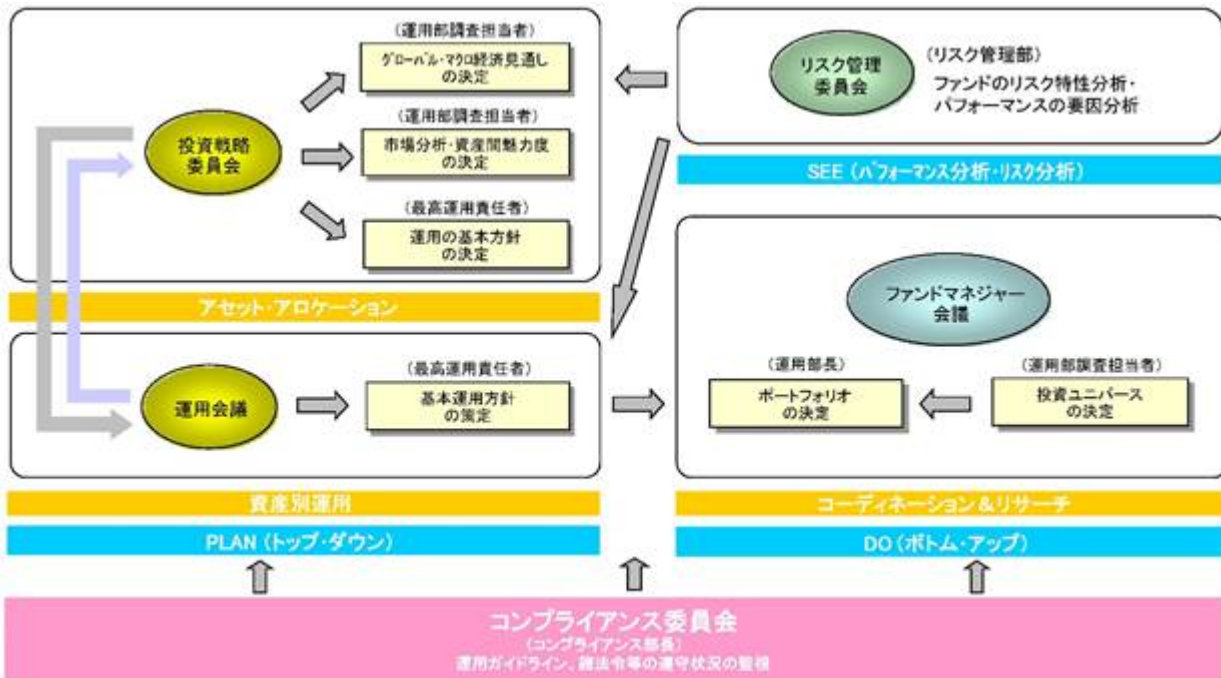 (運用部調査担当者)
グローバル・マクロ経済見通し
の決定
投資戦略
委員会
(運用部調査担当者)
市場分析・資産間魅力度
の決定
(最高運用責任者)
運用の基本方針
の決定
アセット・アロケーション
リスク管理
委員会
(リスク管理部)
ファンドのリスク特性分析・
パフォーマンスの要因分析
SEE (パフォーマンス分析・リスク分析)
運用会議
(最高運用責任者)
基本運用方針
の策定
資産別運用
PLAN (トップ・ダウン)
ファンドマネジャー
会議
(運用部長)
ポートフォリオ
の決定
(運用部調査担当者)
投資ユニバース
の決定
コーディネーション&リサーチ
DO (ボトム・アップ)
コンプライアンス委員会
(コンプライアンス部長)
運用ガイドライン、諸法令等の遵守状況の監視